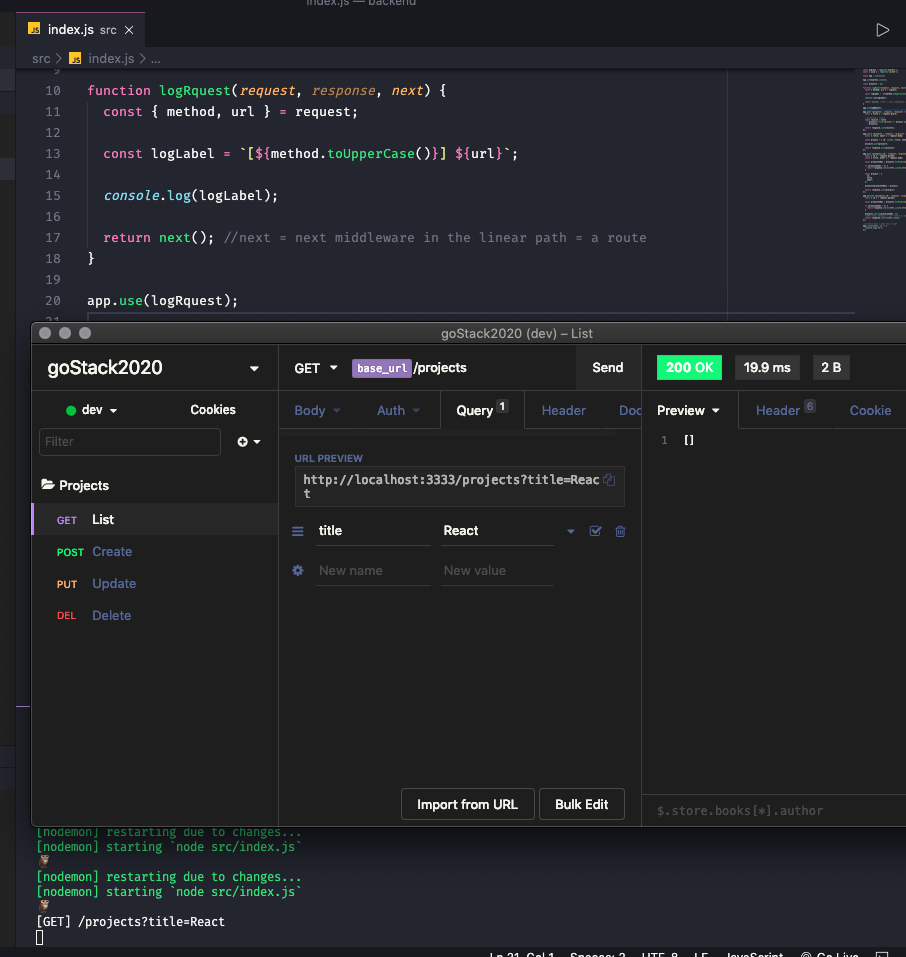 index.js — backend
JS index.js src ×
src > JS index.js > ...
9
10 function logRquest(request, response, next) {
11 const { method, url } = request;
12
13 const logLabel = `[${method.toUpperCase()}] ${url}`;
14
15 console.log(logLabel);
16
17 return next(); //next = next middleware in the linear path = a route
18 }
19
20 app.use(logRquest);
21
goStack2020 (dev) – List
goStack2020 GET base_url/projects Send 200 OK 19.9 ms 2 B
dev Cookies Body Auth Query 1 Header Doc Preview Header 6 Cookie
Filter
1 []
URL PREVIEW
http://localhost:3333/projects?title=Reac
t
Projects
GET List
POST Create
PUT Update
DEL Delete
title React
New name New value
Import from URL Bulk Edit
$.store.books[*].author
[nodemon] restarting due to changes...
[nodemon] starting `node src/index.js`
[nodemon] restarting due to changes...
[nodemon] starting `node src/index.js`
[GET] /projects?title=React
Ln 21, Col 1 Spaces: 2 UTF-8 LF JavaScript Go Live